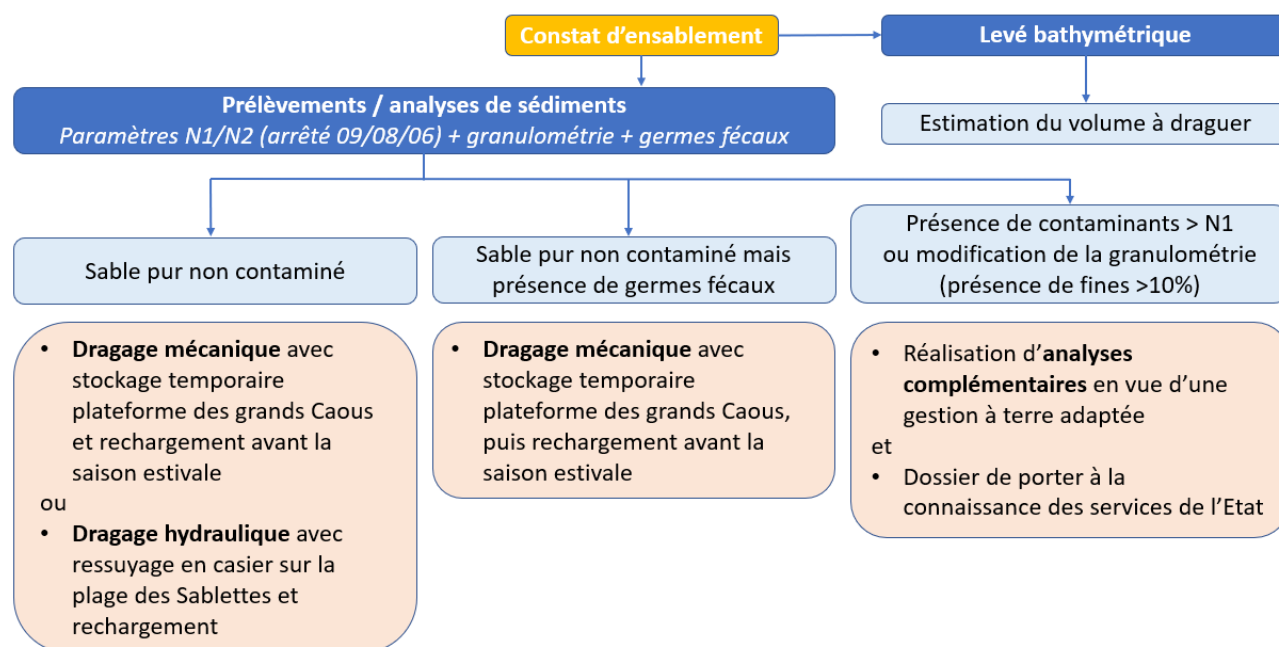 Constat d'ensablement
Levé bathymétrique
Prélèvements / analyses de sédiments
Paramètres N1/N2 (arrêté 09/08/06) + granulométrie + germes fécaux
Estimation du volume à draguer
Sable pur non contaminé
Sable pur non contaminé mais
présence de germes fécaux
Présence de contaminants > N1
ou modification de la granulométrie
(présence de fines >10%)
• Dragage mécanique avec
stockage temporaire
plateforme des grands Caous
et rechargement avant la
saison estivale
ou
• Dragage hydraulique avec
ressuyage en casier sur la
plage des Sablettes et
rechargement
• Dragage mécanique avec
stockage temporaire
plateforme des grands Caous,
puis rechargement avant la
saison estivale
• Réalisation d'analyses
complémentaires en vue d'une
gestion à terre adaptée
et
• Dossier de porter à la
connaissance des services de l'Etat